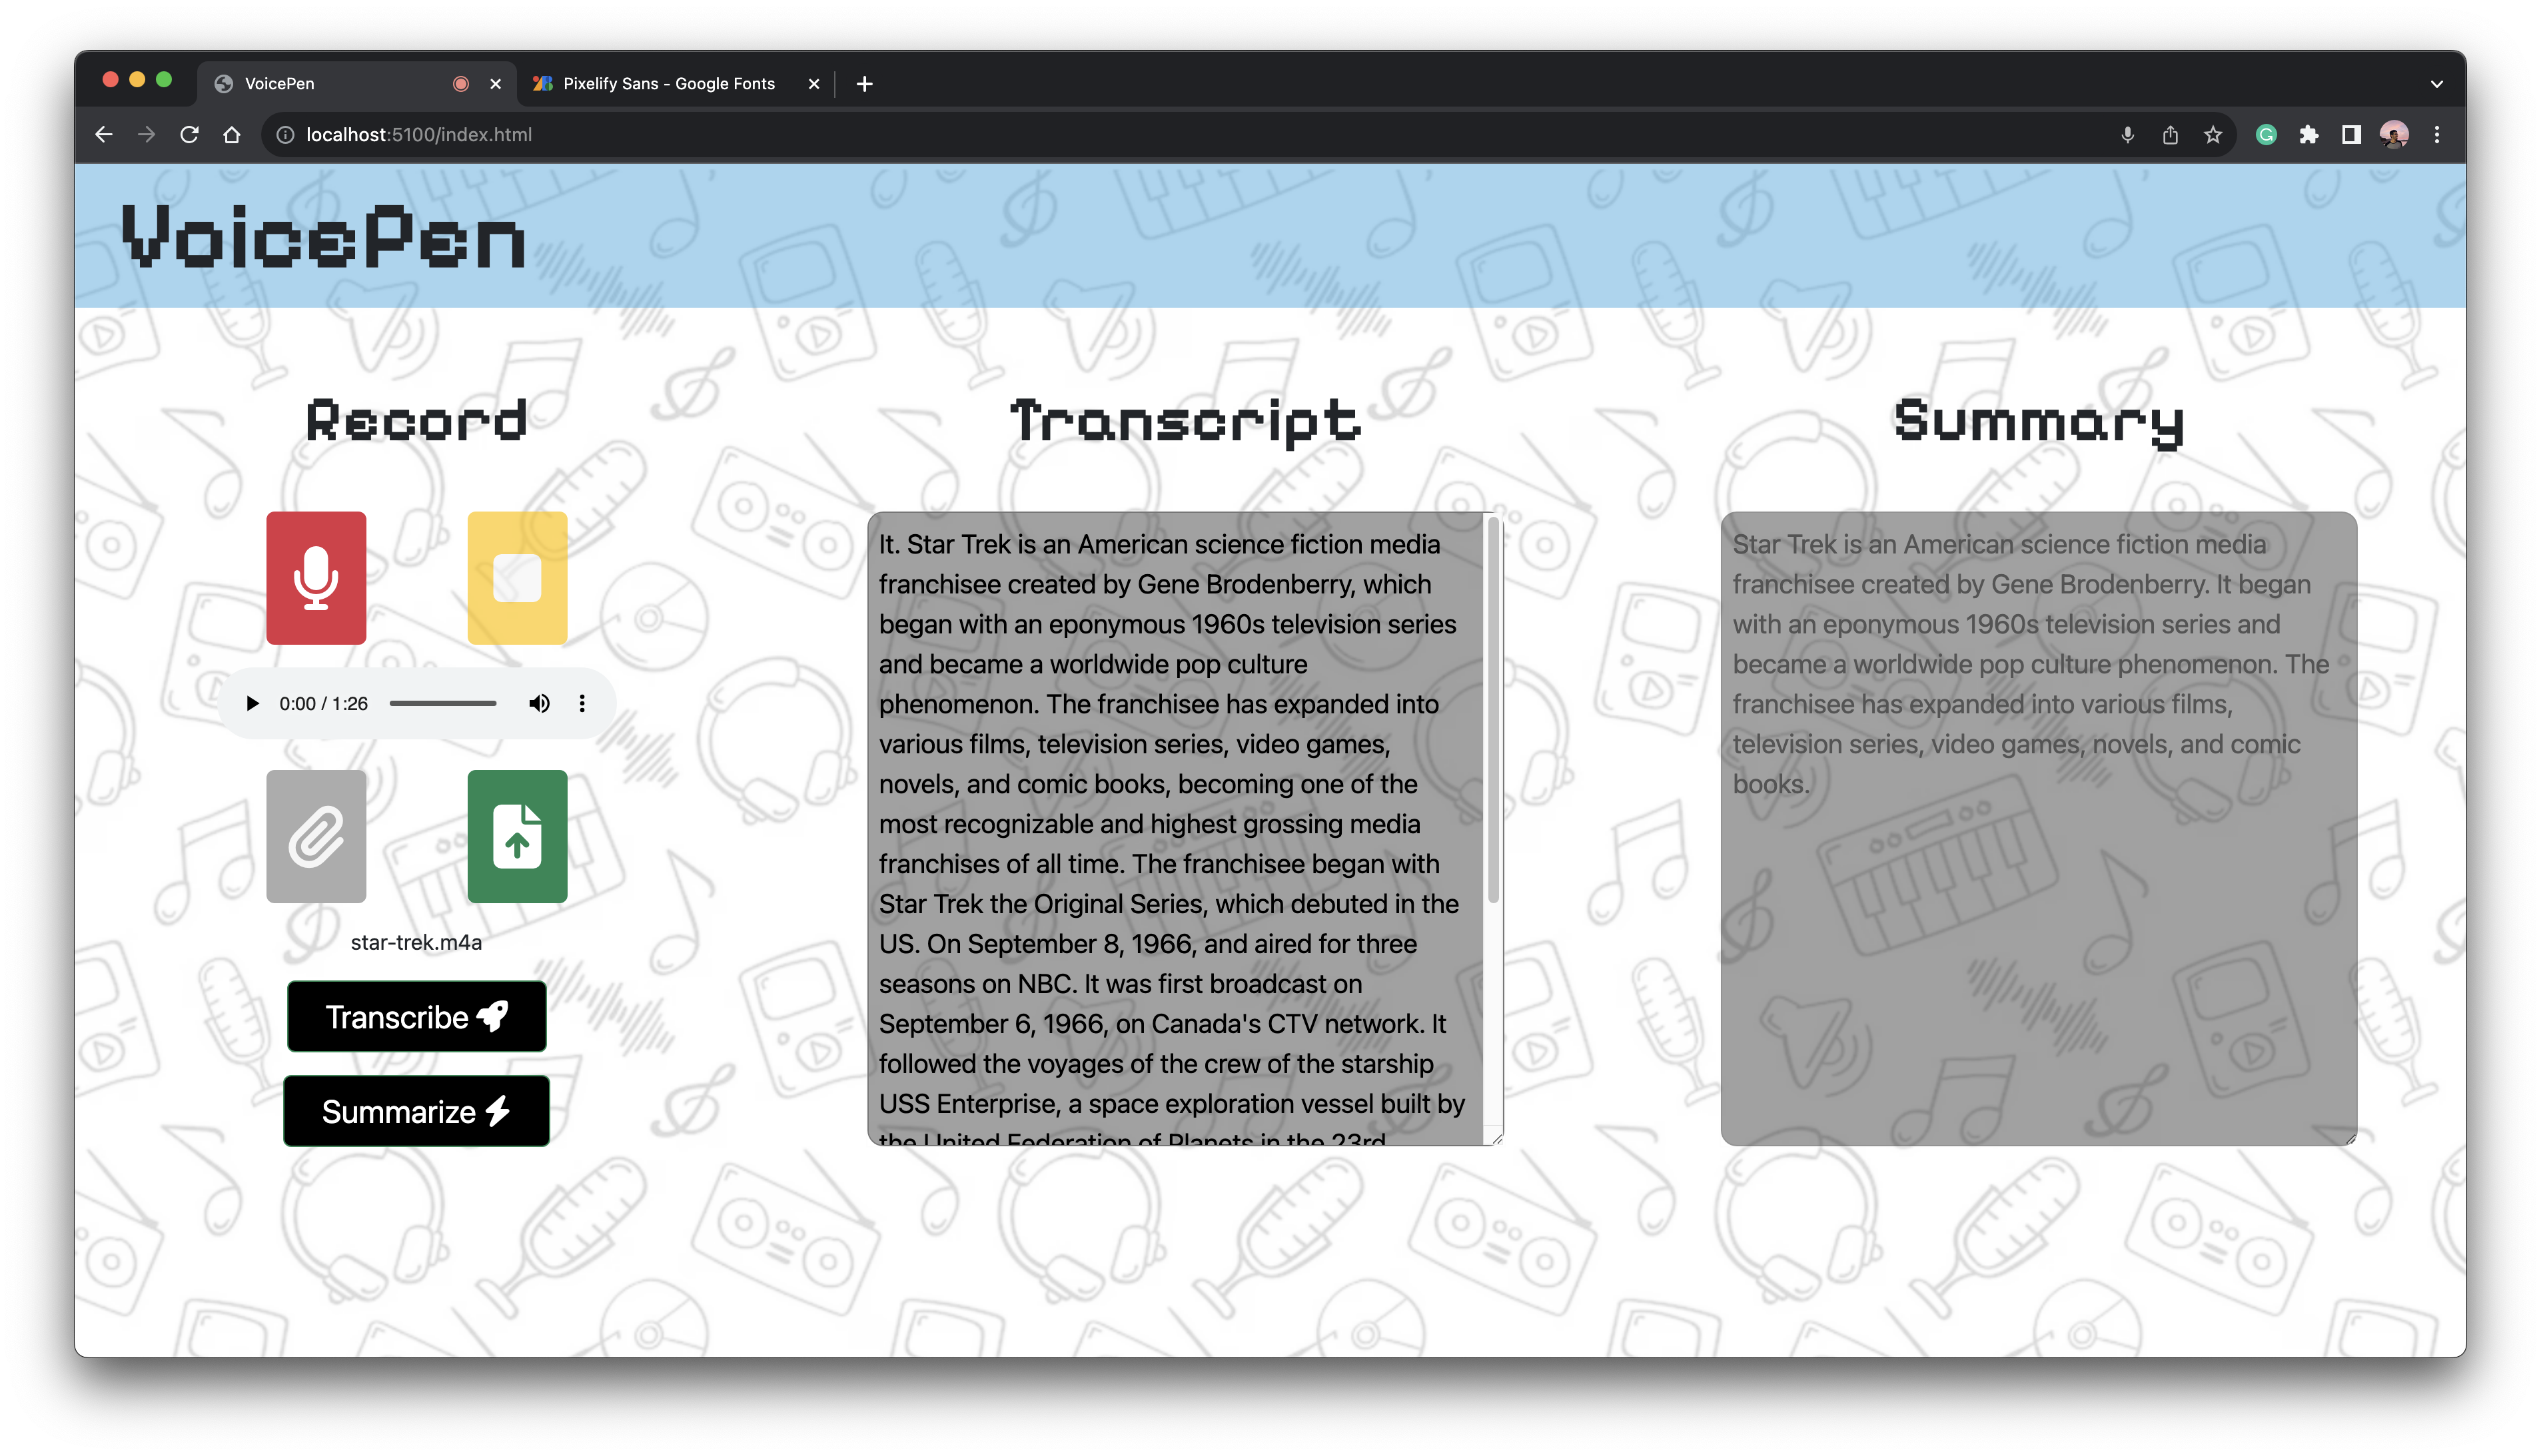 VoicePen
Pixelify Sans - Google Fonts
localhost:5100/index.html
VoicePen
Record
0:00 / 1:26
star-trek.m4a
Transcribe
Summarize
Transcript
It. Star Trek is an American science fiction media
franchisee created by Gene Brodenberry, which
began with an eponymous 1960s television series
and became a worldwide pop culture
phenomenon. The franchisee has expanded into
various films, television series, video games,
novels, and comic books, becoming one of the
most recognizable and highest grossing media
franchises of all time. The franchisee began with
Star Trek the Original Series, which debuted in the
US. On September 8, 1966, and aired for three
seasons on NBC. It was first broadcast on
September 6, 1966, on Canada's CTV network. It
followed the voyages of the crew of the starship
USS Enterprise, a space exploration vessel built by
the United Federation of Planets in the 23rd
Summary
Star Trek is an American science fiction media
franchisee created by Gene Brodenberry. It began
with an eponymous 1960s television series and
became a worldwide pop culture phenomenon. The
franchisee has expanded into various films,
television series, video games, novels, and comic
books.